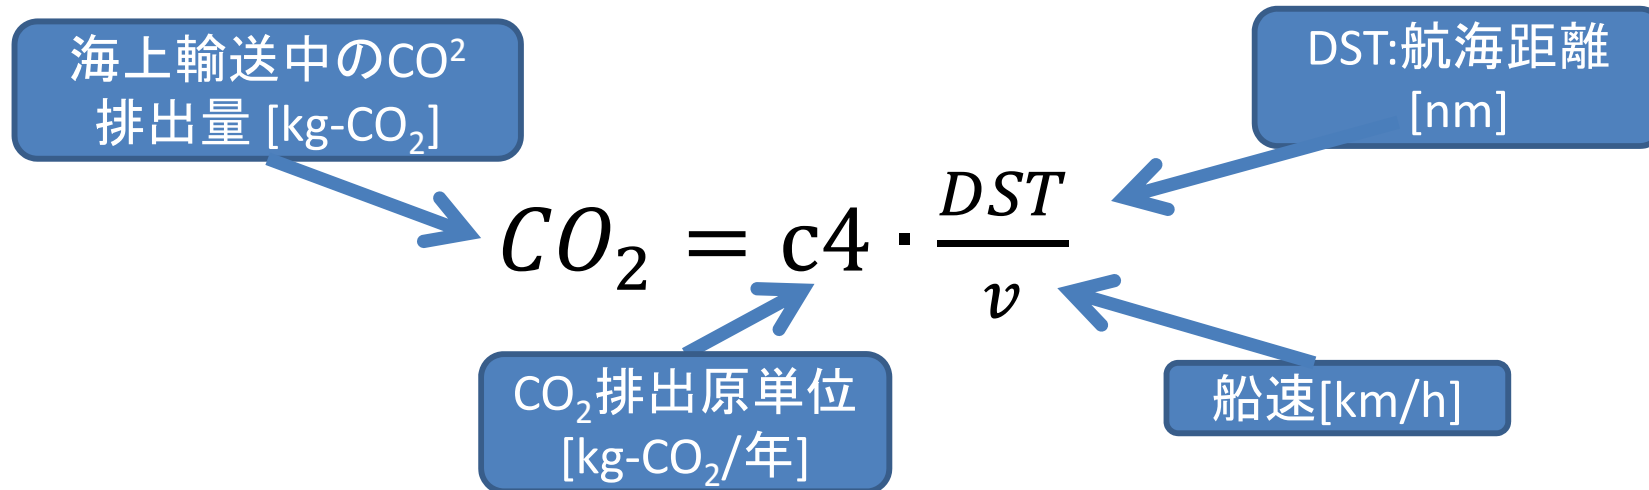 海上輸送中のCO²
排出量 [kg-CO₂]
DST:航海距離
[nm]
CO₂ = c4 · DST/v
CO₂排出原単位
[kg-CO₂/年]
船速[km/h]